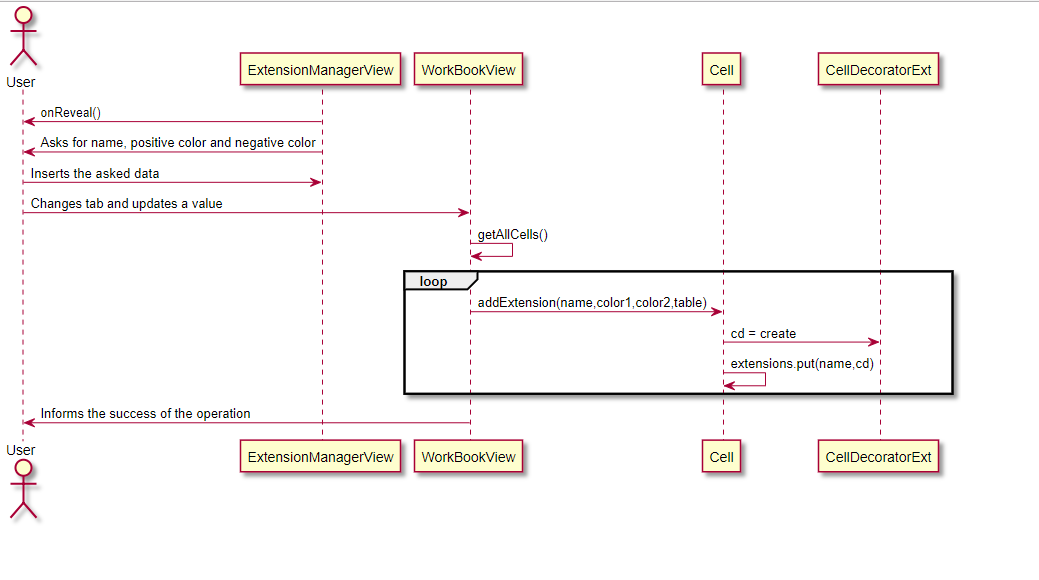 User
ExtensionManagerView
WorkBookView
Cell
CellDecoratorExt
onReveal()
Asks for name, positive color and negative color
Inserts the asked data
Changes tab and updates a value
getAllCells()
loop
addExtension(name,color1,color2,table)
cd = create
extensions.put(name,cd)
Informs the success of the operation
User
ExtensionManagerView
WorkBookView
Cell
CellDecoratorExt